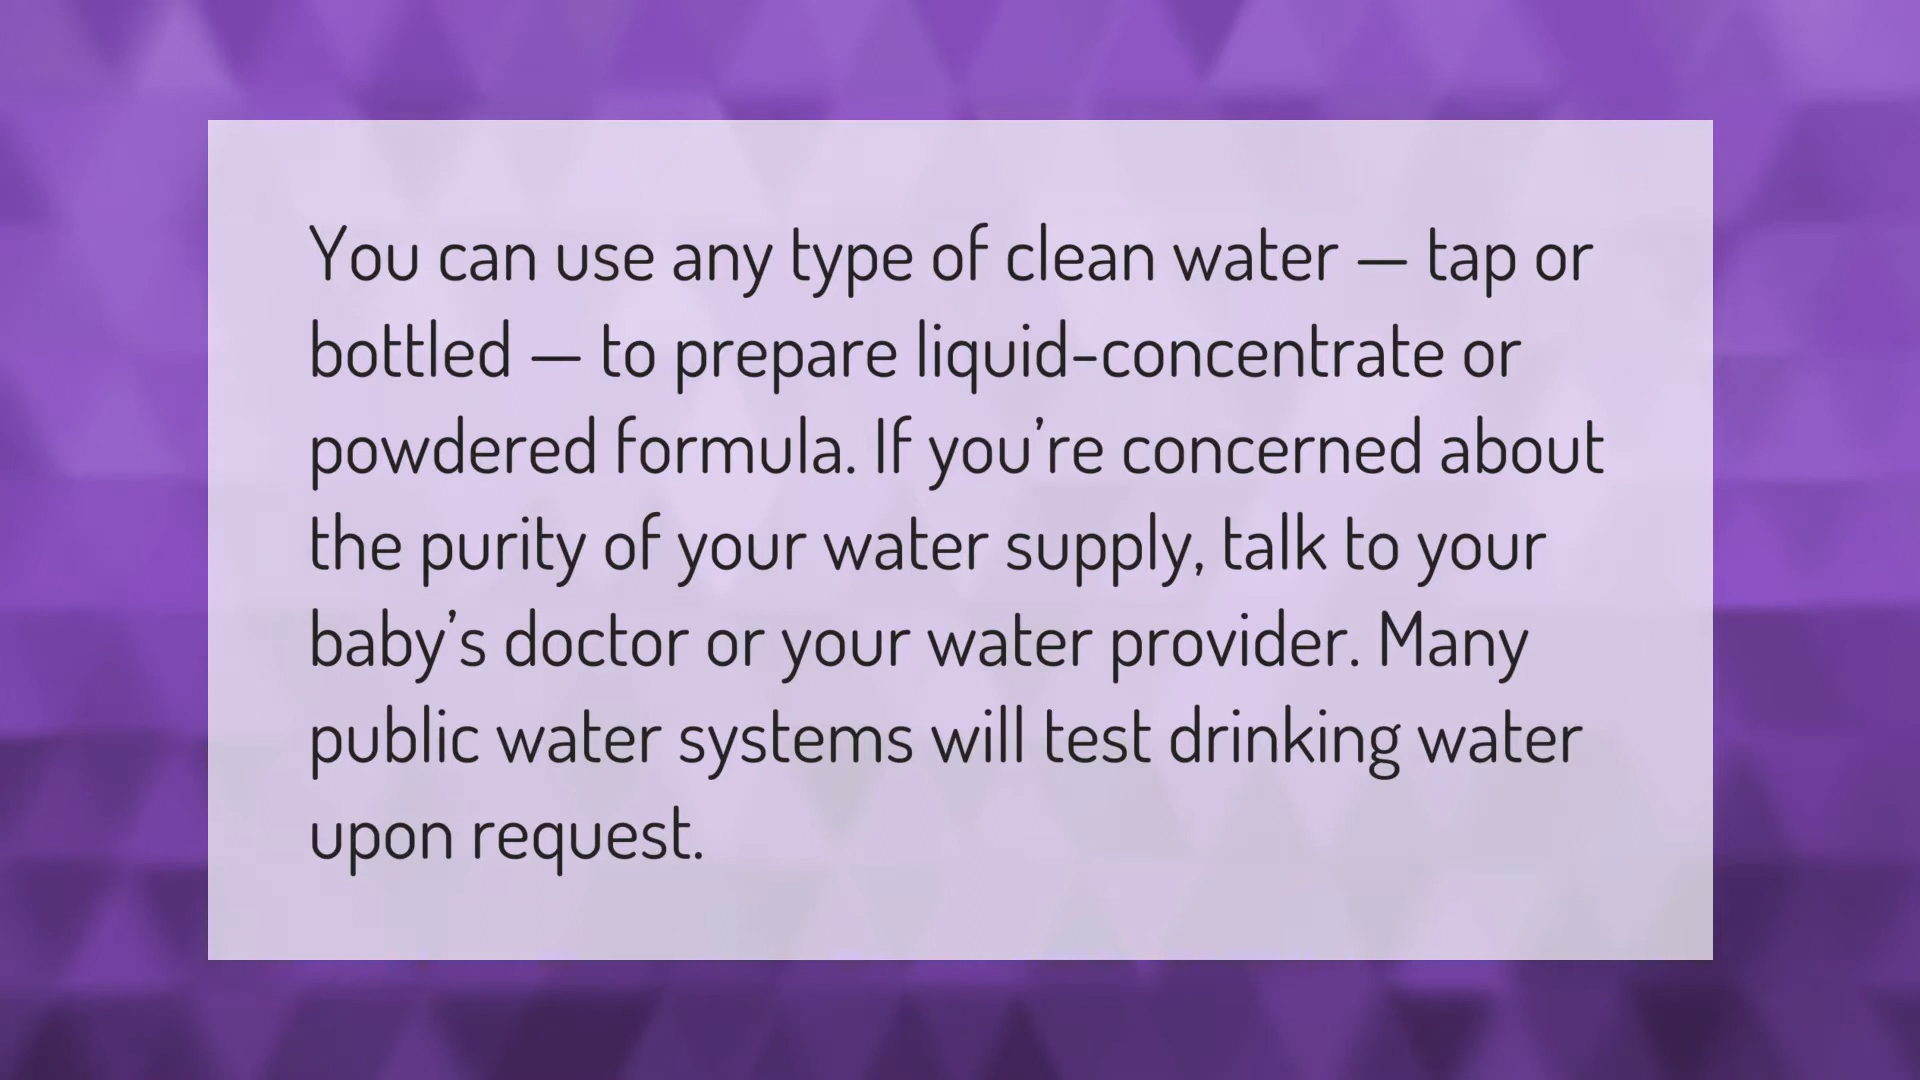 You can use any type of clean water — tap or
bottled — to prepare liquid-concentrate or
powdered formula. If you’re concerned about
the purity of your water supply, talk to your
baby’s doctor or your water provider. Many
public water systems will test drinking water
upon request.